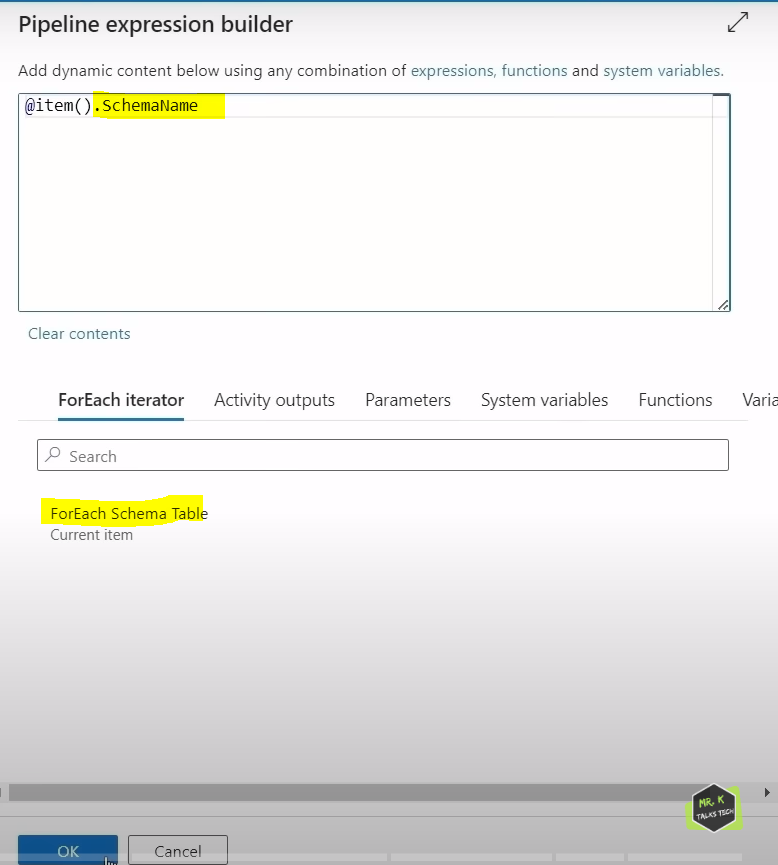 Pipeline expression builder
Add dynamic content below using any combination of expressions, functions and system variables.
@item().SchemaName
Clear contents
ForEach iterator Activity outputs Parameters System variables Functions Varia
Search
ForEach Schema Table
Current item
MR. K
TALKS TECH
OK Cancel